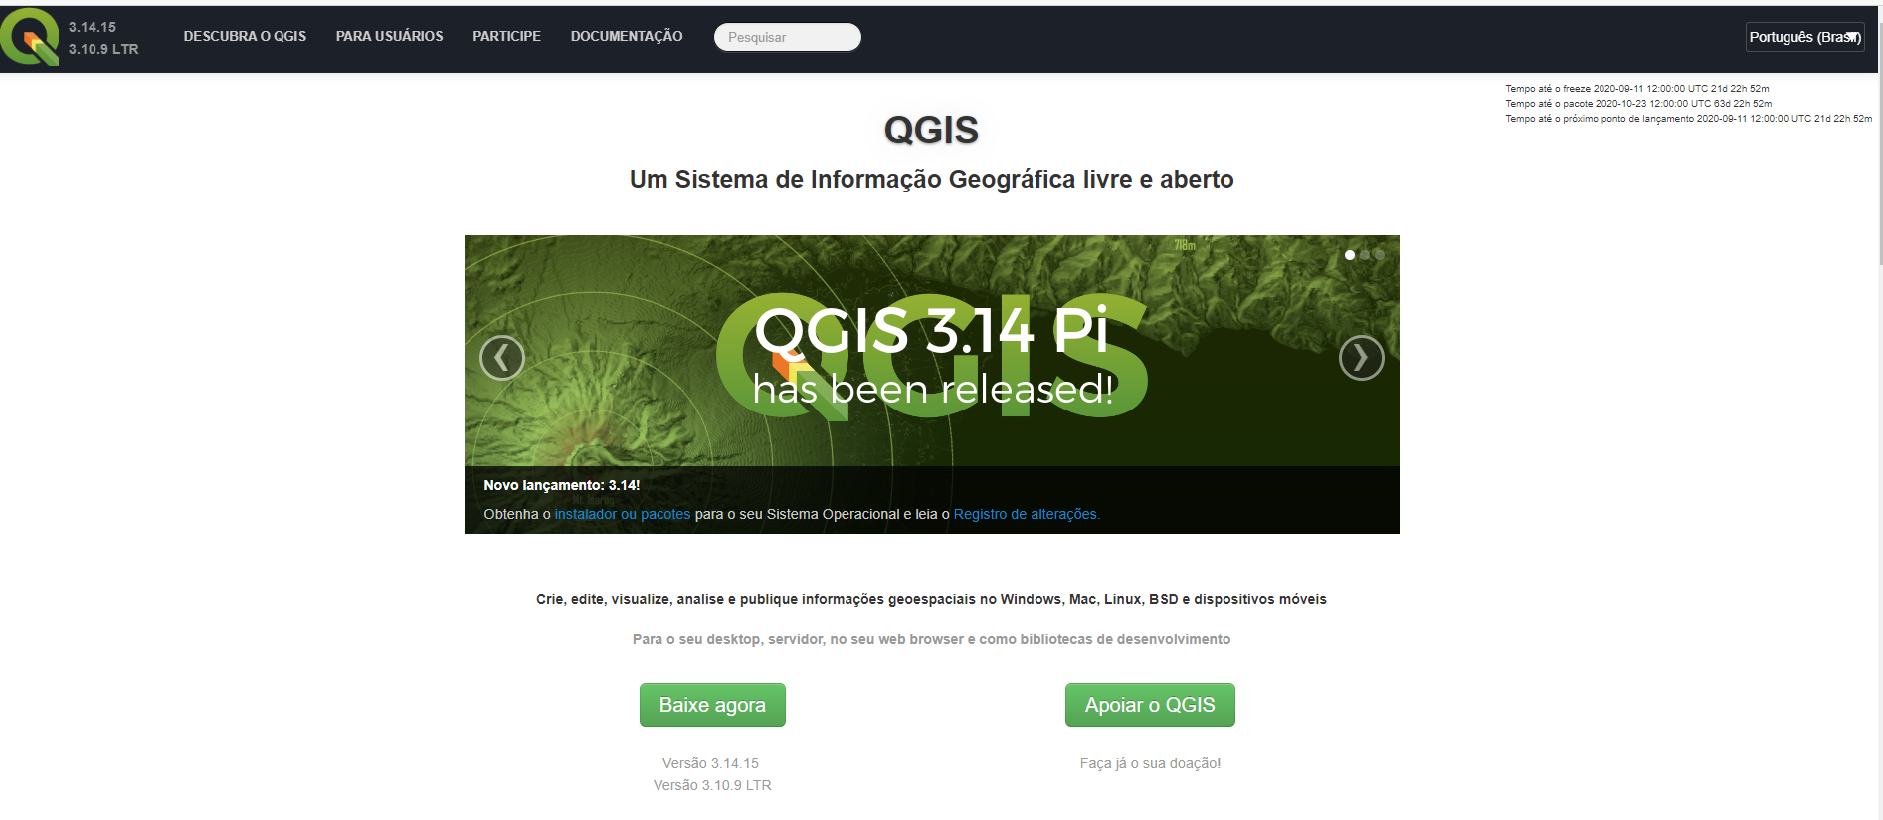 3.14.15
3.10.9 LTR
DESCUBRA O QGIS PARA USUÁRIOS PARTICIPE DOCUMENTAÇÃO Pesquisar Português (Brasil)
Tempo até o freeze 2020-09-11 12:00:00 UTC 21d 22h 52m
Tempo até o pacote 2020-10-23 12:00:00 UTC 63d 22h 52m
Tempo até o próximo ponto de lançamento 2020-09-11 12:00:00 UTC 21d 22h 52m
QGIS
Um Sistema de Informação Geográfica livre e aberto
718m
QGIS
QGIS 3.14 Pi
has been released!
Novo lançamento: 3.14!
Obtenha o instalador ou pacotes para o seu Sistema Operacional e leia o Registro de alterações.
Crie, edite, visualize, analise e publique informações geoespaciais no Windows, Mac, Linux, BSD e dispositivos móveis
Para o seu desktop, servidor, no seu web browser e como bibliotecas de desenvolvimento
Baixe agora
Apoiar o QGIS
Versão 3.14.15
Versão 3.10.9 LTR
Faça já o sua doação!